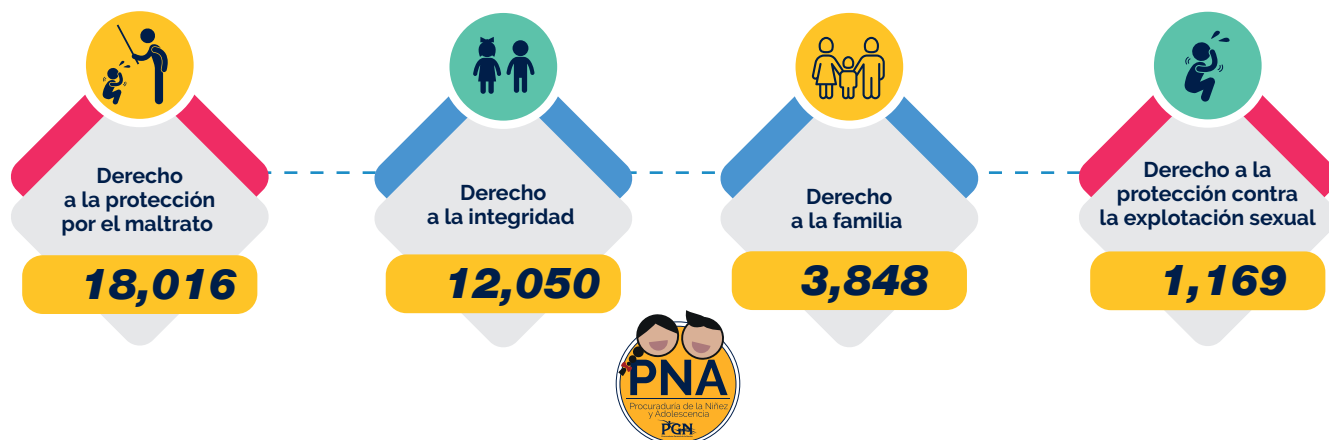 Derecho
a la protección
por el maltrato
18,016
Derecho
a la integridad
12,050
Derecho
a la familia
3,848
Derecho a la
protección contra
la explotación sexual
1,169
PNA
Procuraduría de la Niñez
y Adolescencia
PGN